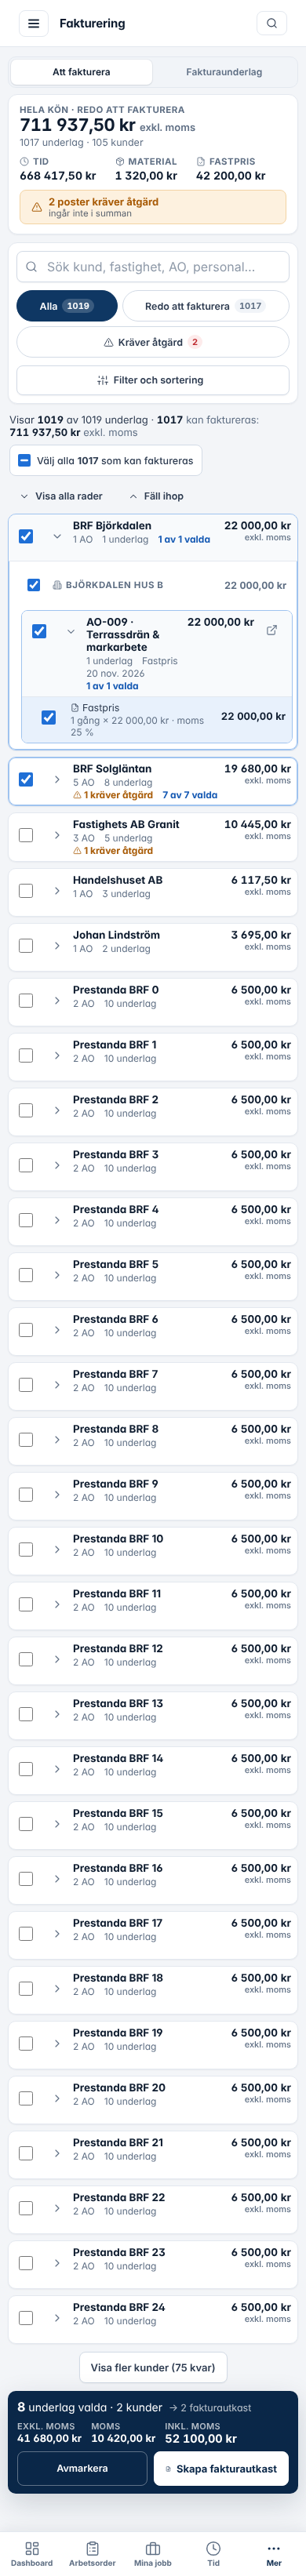 Fakturering
Att fakturera
Fakturaunderlag
HELA KÖN · REDO ATT FAKTURERA
711 937,50 kr exkl. moms
1017 underlag · 105 kunder
TID
MATERIAL
FASTPRIS
668 417,50 kr
1 320,00 kr
42 200,00 kr
2 poster kräver åtgärd
ingår inte i summan
Sök kund, fastighet, AO, personal...
Alla 1019
Redo att fakturera 1017
Kräver åtgärd 2
Filter och sortering
Visar 1019 av 1019 underlag · 1017 kan faktureras:
711 937,50 kr exkl. moms
Välj alla 1017 som kan faktureras
Visa alla rader
Fäll ihop
BRF Björkdalen 22 000,00 kr
1 AO 1 underlag 1 av 1 valda exkl. moms
BJÖRKDALEN HUS B 22 000,00 kr
AO-009 · 22 000,00 kr
Terrassdrän &
markarbete
1 underlag Fastpris
20 nov. 2026
1 av 1 valda
Fastpris
1 gång × 22 000,00 kr · moms 22 000,00 kr
25 %
BRF Solgläntan 19 680,00 kr
5 AO 8 underlag exkl. moms
1 kräver åtgärd 7 av 7 valda
Fastighets AB Granit 10 445,00 kr
3 AO 5 underlag exkl. moms
1 kräver åtgärd
Handelshuset AB 6 117,50 kr
1 AO 3 underlag exkl. moms
Johan Lindström 3 695,00 kr
1 AO 2 underlag exkl. moms
Prestanda BRF 0 6 500,00 kr
2 AO 10 underlag exkl. moms
Prestanda BRF 1 6 500,00 kr
2 AO 10 underlag exkl. moms
Prestanda BRF 2 6 500,00 kr
2 AO 10 underlag exkl. moms
Prestanda BRF 3 6 500,00 kr
2 AO 10 underlag exkl. moms
Prestanda BRF 4 6 500,00 kr
2 AO 10 underlag exkl. moms
Prestanda BRF 5 6 500,00 kr
2 AO 10 underlag exkl. moms
Prestanda BRF 6 6 500,00 kr
2 AO 10 underlag exkl. moms
Prestanda BRF 7 6 500,00 kr
2 AO 10 underlag exkl. moms
Prestanda BRF 8 6 500,00 kr
2 AO 10 underlag exkl. moms
Prestanda BRF 9 6 500,00 kr
2 AO 10 underlag exkl. moms
Prestanda BRF 10 6 500,00 kr
2 AO 10 underlag exkl. moms
Prestanda BRF 11 6 500,00 kr
2 AO 10 underlag exkl. moms
Prestanda BRF 12 6 500,00 kr
2 AO 10 underlag exkl. moms
Prestanda BRF 13 6 500,00 kr
2 AO 10 underlag exkl. moms
Prestanda BRF 14 6 500,00 kr
2 AO 10 underlag exkl. moms
Prestanda BRF 15 6 500,00 kr
2 AO 10 underlag exkl. moms
Prestanda BRF 16 6 500,00 kr
2 AO 10 underlag exkl. moms
Prestanda BRF 17 6 500,00 kr
2 AO 10 underlag exkl. moms
Prestanda BRF 18 6 500,00 kr
2 AO 10 underlag exkl. moms
Prestanda BRF 19 6 500,00 kr
2 AO 10 underlag exkl. moms
Prestanda BRF 20 6 500,00 kr
2 AO 10 underlag exkl. moms
Prestanda BRF 21 6 500,00 kr
2 AO 10 underlag exkl. moms
Prestanda BRF 22 6 500,00 kr
2 AO 10 underlag exkl. moms
Prestanda BRF 23 6 500,00 kr
2 AO 10 underlag exkl. moms
Prestanda BRF 24 6 500,00 kr
2 AO 10 underlag exkl. moms
Visa fler kunder (75 kvar)
8 underlag valda · 2 kunder → 2 fakturautkast
EXKL. MOMS MOMS INKL. MOMS
41 680,00 kr 10 420,00 kr 52 100,00 kr
Avmarkera
Skapa fakturautkast
Dashboard
Arbetsorder
Mina jobb
Tid
Mer